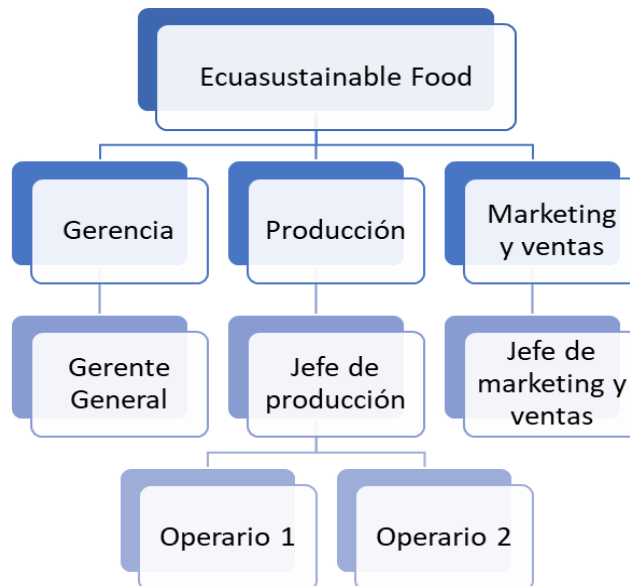 Ecuasustainable Food
Gerencia
Producción
Marketing
y ventas
Gerente
General
Jefe de
producción
Jefe de
marketing y
ventas
Operario 1
Operario 2